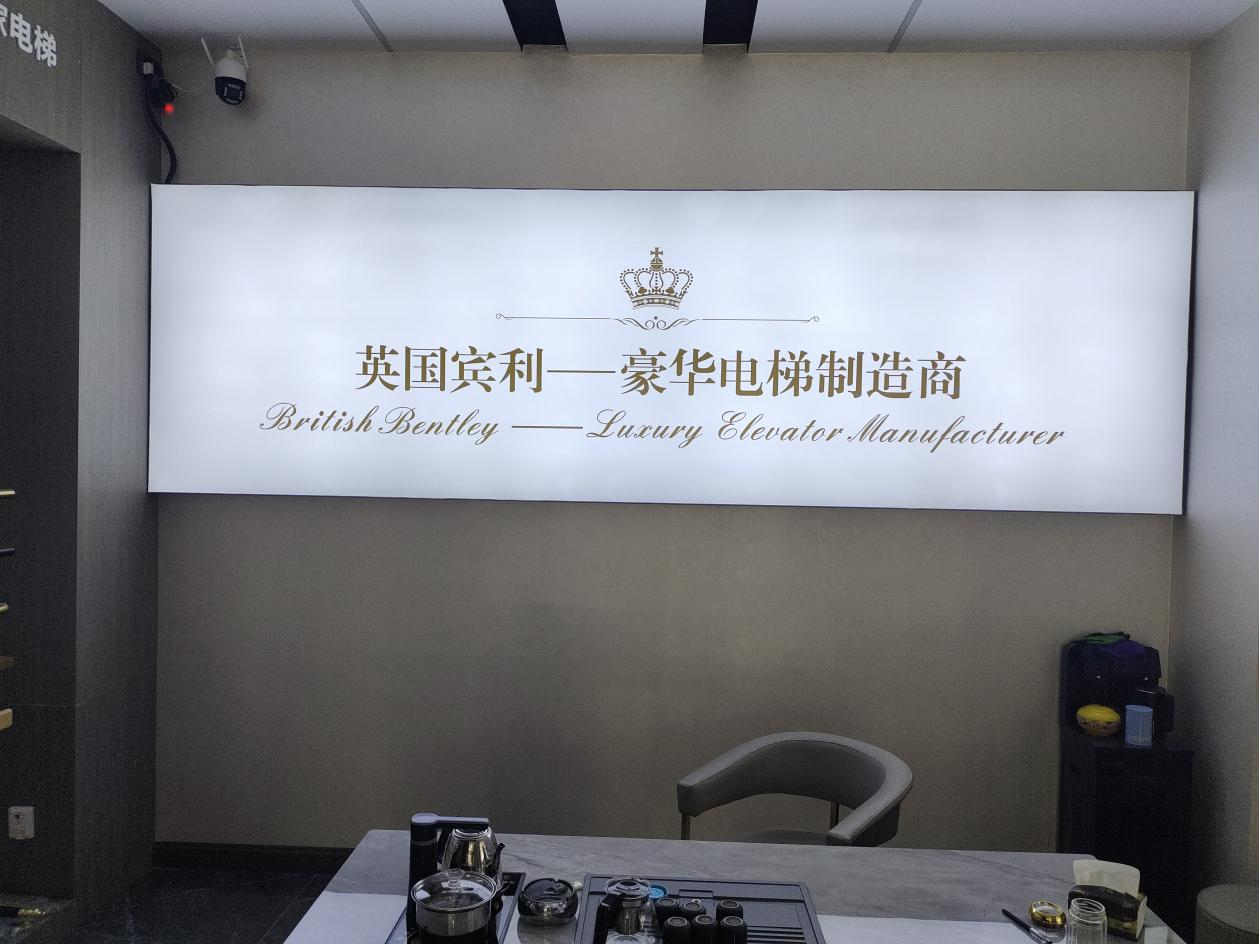 电梯
英国宾利——豪华电梯制造商
British Bentley ——Luxury Elevator Manufacturer